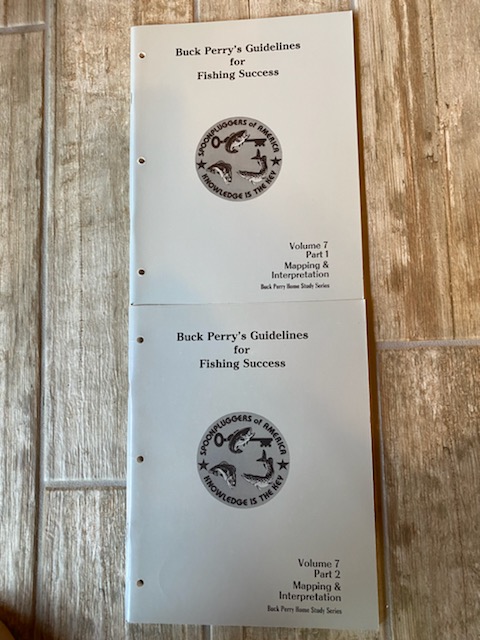 Buck Perry's Guidelines
for
Fishing Success
SPOONPLUGGERS of AMERICA
KNOWLEDGE IS THE KEY
Volume 7
Part 1
Mapping &
Interpretation
Buck Perry Home Study Series
Buck Perry's Guidelines
for
Fishing Success
SPOONPLUGGERS of AMERICA
KNOWLEDGE IS THE KEY
Volume 7
Part 2
Mapping &
Interpretation
Buck Perry Home Study Series